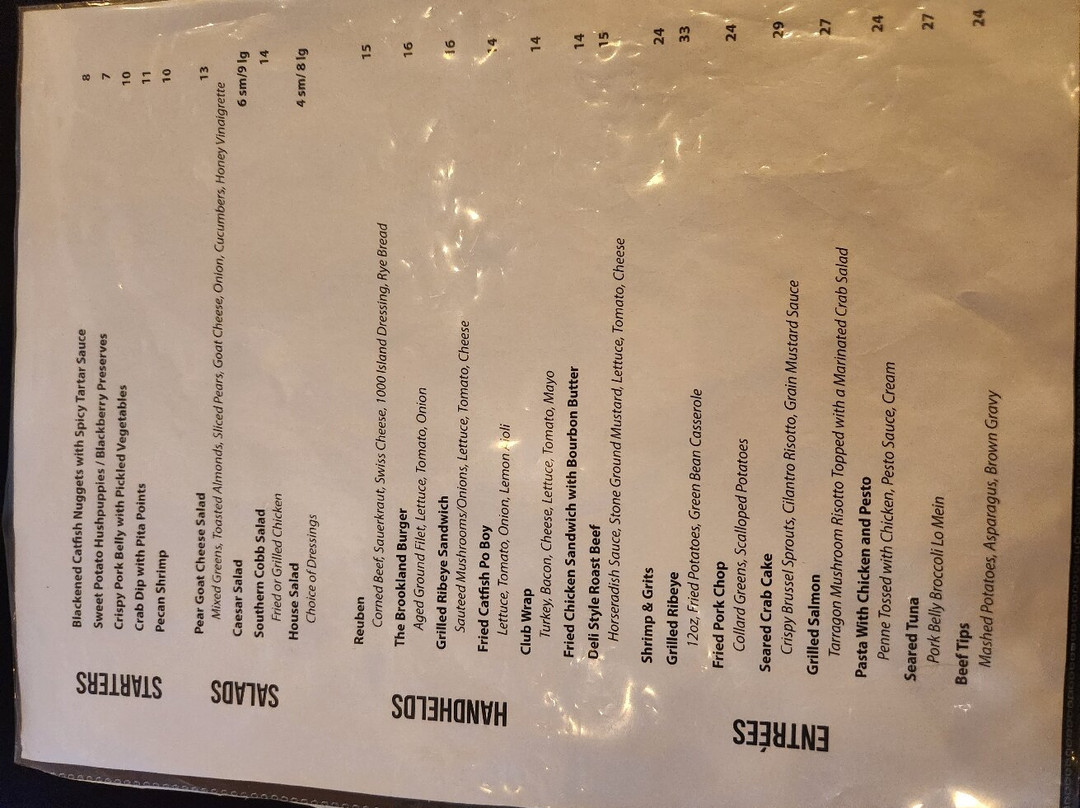 STARTERS
Blackened Catfish Nuggets with Spicy Tartar Sauce 8
Sweet Potato Hushpuppies / Blackberry Preserves 7
Crispy Pork Belly with Pickled Vegetables 10
Crab Dip with Pita Points 11
Pecan Shrimp 10
SALADS
Pear Goat Cheese Salad 13
Mixed Greens, Toasted Almonds, Sliced Pears, Goat Cheese, Onion, Cucumbers, Honey Vinaigrette
Caesar Salad 6 sm/9 lg
Southern Cobb Salad 14
Fried or Grilled Chicken
House Salad 4 sm/ 8 lg
Choice of Dressings
HANDHELDS
Reuben 15
Corned Beef, Sauerkraut, Swiss Cheese, 1000 Island Dressing, Rye Bread
The Brookland Burger 16
Aged Ground Filet, Lettuce, Tomato, Onion
Grilled Ribeye Sandwich 16
Sauteed Mushrooms/Onions, Lettuce, Tomato, Cheese
Fried Catfish Po Boy 14
Lettuce, Tomato, Onion, Lemon Aioli
Club Wrap 14
Turkey, Bacon, Cheese, Lettuce, Tomato, Mayo
Fried Chicken Sandwich with Bourbon Butter 14
Deli Style Roast Beef 15
Horseradish Sauce, Stone Ground Mustard, Lettuce, Tomato, Cheese
ENTRÉES
Shrimp & Grits 24
Grilled Ribeye 33
12oz, Fried Potatoes, Green Bean Casserole
Fried Pork Chop 24
Collard Greens, Scalloped Potatoes
Seared Crab Cake 29
Crispy Brussel Sprouts, Cilantro Risotto, Grain Mustard Sauce
Grilled Salmon 27
Tarragon Mushroom Risotto Topped with a Marinated Crab Salad
Pasta With Chicken and Pesto 24
Penne Tossed with Chicken, Pesto Sauce, Cream
Seared Tuna 27
Pork Belly Broccoli Lo Mein
Beef Tips 24
Mashed Potatoes, Asparagus, Brown Gravy